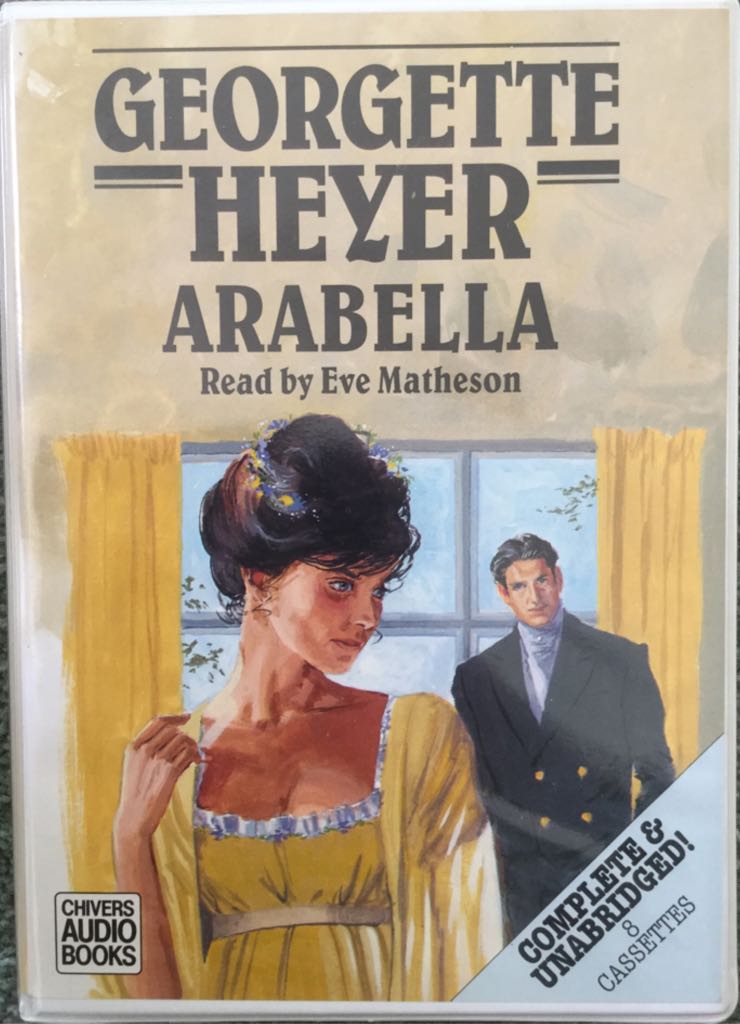 GEORGETTE
HEYER
ARABELLA
Read by Eve Matheson
COMPLETE &
UNABRIDGED!
8
CASSETTES
CHIVERS
AUDIO
BOOKS